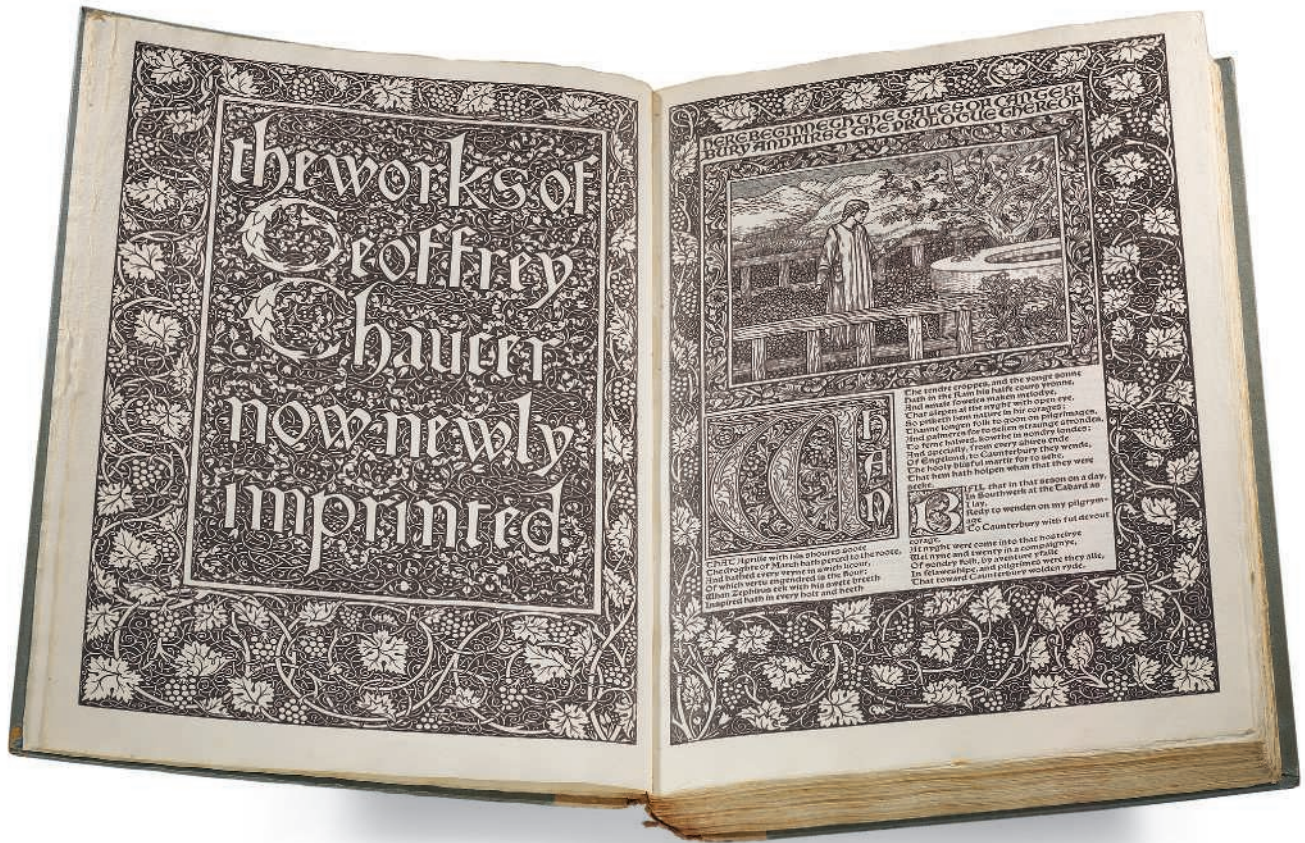 the works of
Geoffrey
Chaucer
now newly
imprinted
HERE BEGINNETH THE TALES OF CANTER
BURY AND FIRST THE PROLOGUE THEREOF
WHAN
THAT Aprille with his shoures soote
The droghte of March hath perced to the roote,
And bathed every veyne in swich licour,
Of which vertu engendred is the flour;
Whan Zephirus eek with his swete breeth
Inspired hath in every holt and heeth
The tendre croppes, and the yonge sonne
Hath in the Ram his halfe cours yronne,
And smale foweles maken melodye,
That slepen al the nyght with open eye,
So priketh hem nature in hir corages;
Thanne longen folk to goon on pilgrimages,
And palmeres for to seken straunge strondes,
To ferne halwes, kowthe in sondry londes;
And specially, from every shires ende
Of Engelond, to Caunterbury they wende,
The hooly blisful martir for to seke,
That hem hath holpen whan that they were
seeke.
BIFIL that in that seson on a day,
In Southwerk at the Tabard as
I lay,
Redy to wenden on my pilgrym-
age
To Caunterbury with ful devout
corage,
At nyght were come into that hostelrye
Wel nyne and twenty in a compaignye,
Of sondry folk, by aventure yfalle
In felaweshipe, and pilgrimes were they alle,
That toward Caunterbury wolden ryde.